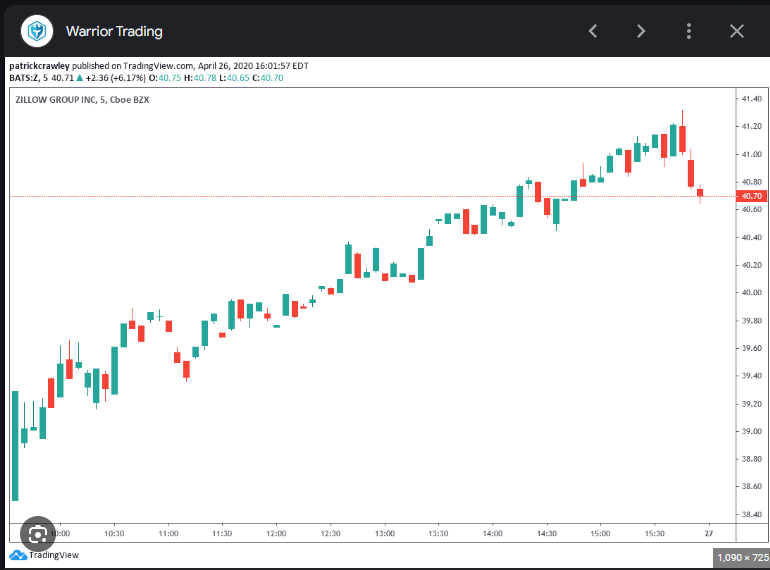 Warrior Trading
patrickcrawley published on TradingView.com, April 26, 2020 16:01:57 EDT
BATS:Z, 5 40.71 ▲ +2.36 (+6.17%) O:40.75 H:40.78 L:40.65 C:40.70
ZILLOW GROUP INC, 5, Cboe BZX
41.40
41.20
41.00
40.80
40.70
40.60
40.40
40.20
40.00
39.80
39.60
39.40
39.20
39.00
38.80
38.60
38.40
10:00 10:30 11:00 11:30 12:00 12:30 13:00 13:30 14:00 14:30 15:00 15:30 27
TradingView
1,090 × 725